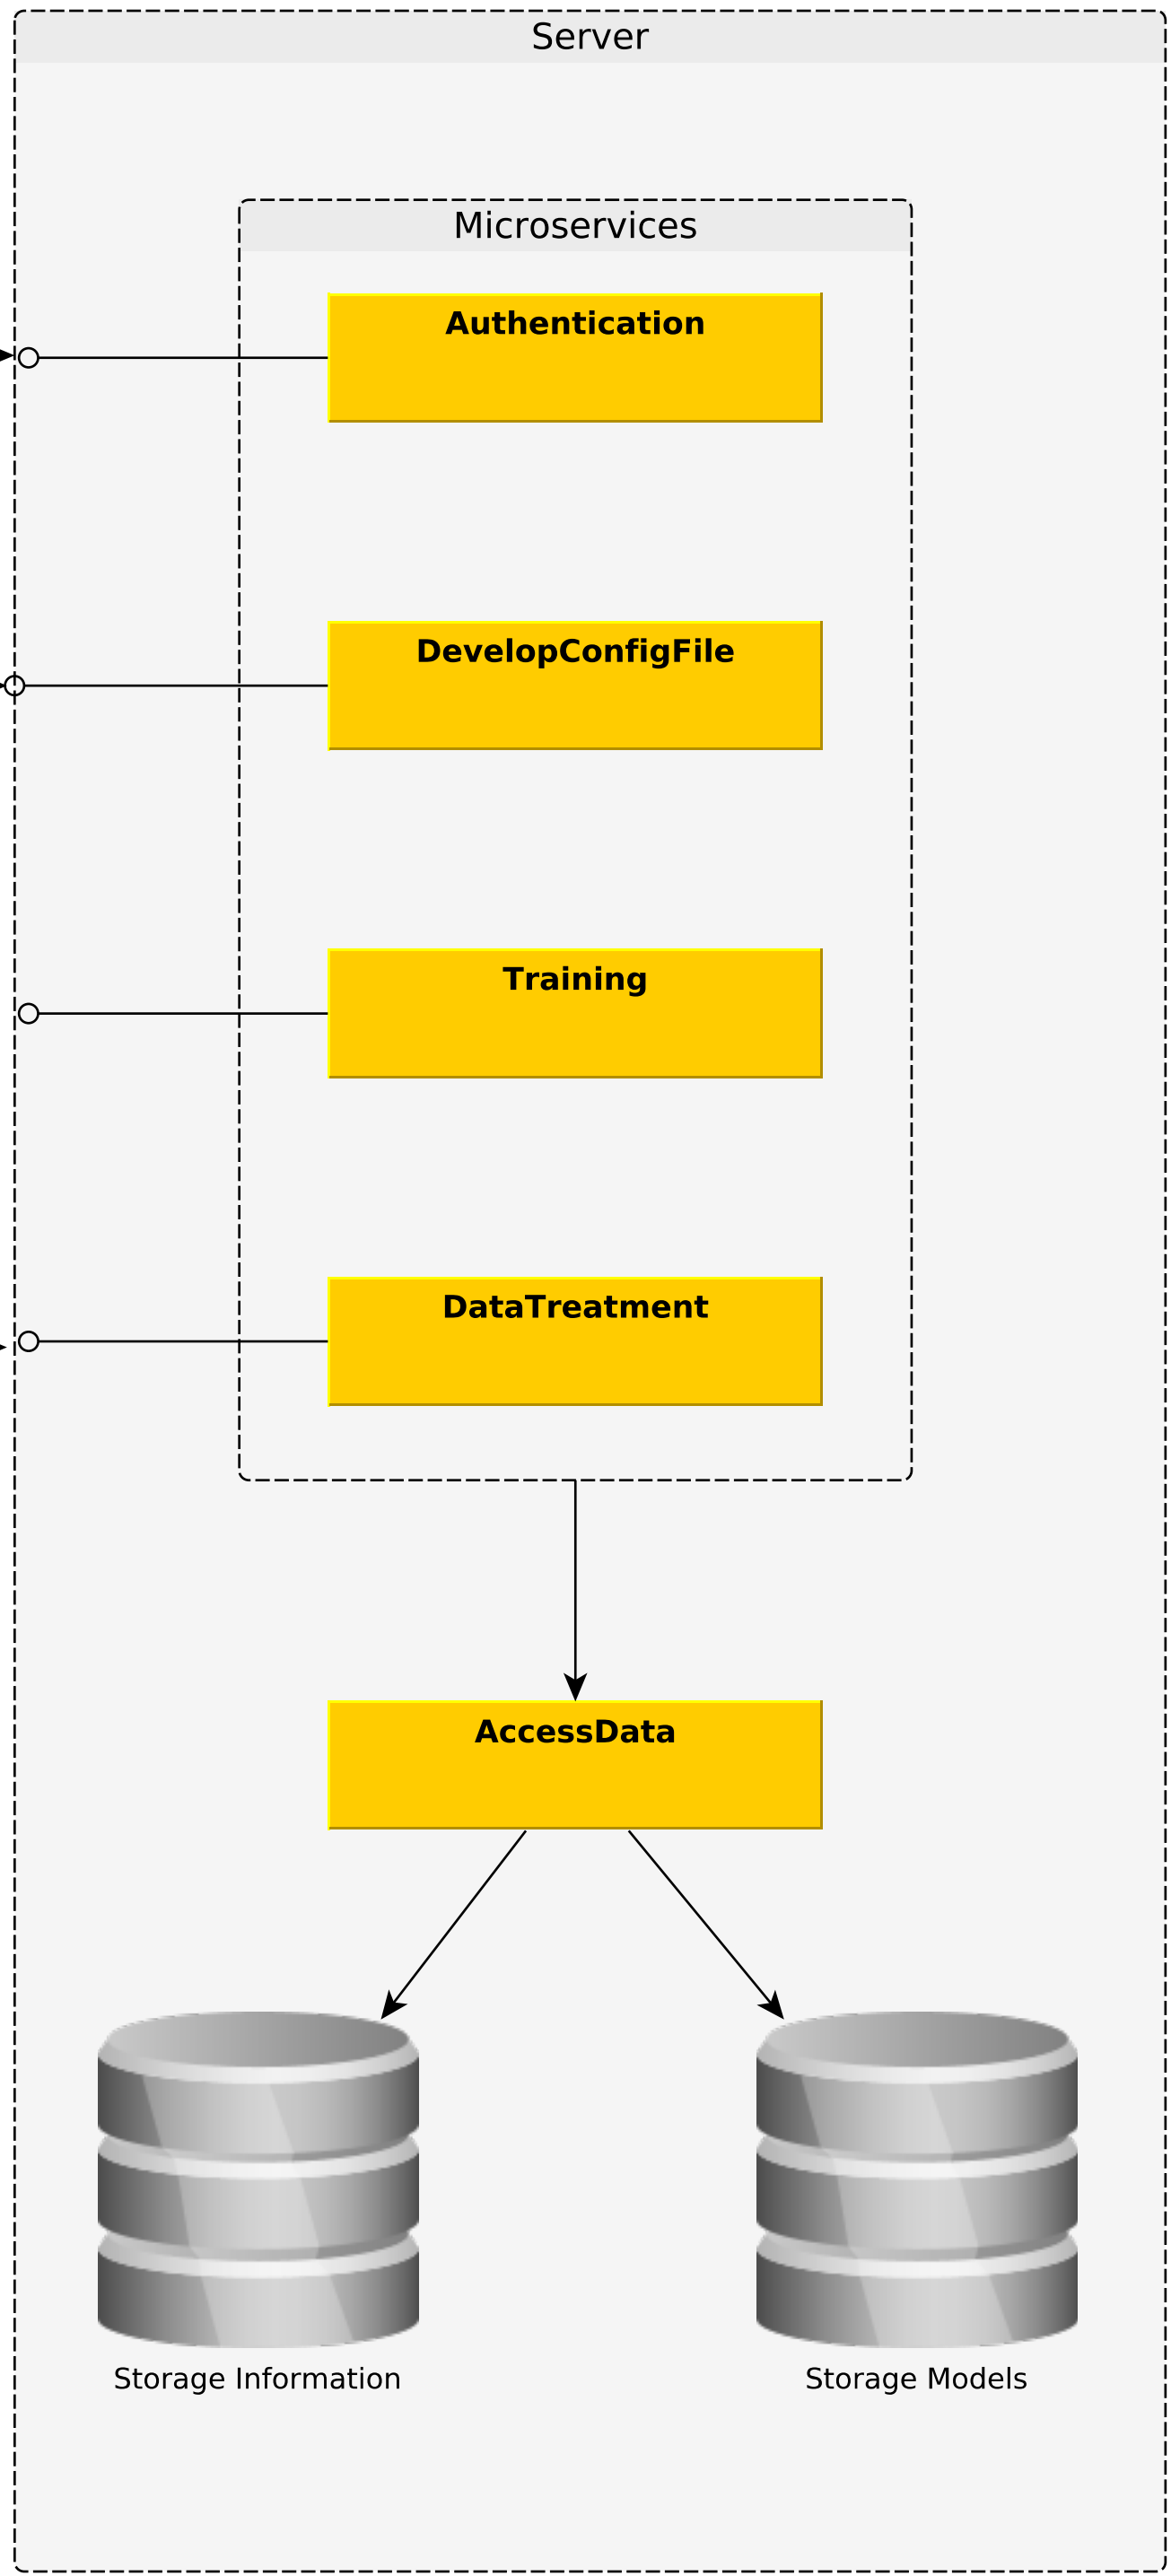 Server
Microservices
Authentication
DevelopConfigFile
Training
DataTreatment
AccessData
Storage Information
Storage Models